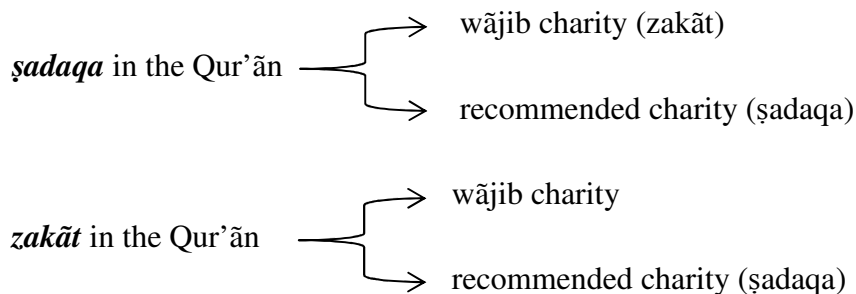 wãjib charity (zakãt)
ṣadaqa in the Qur’ãn
recommended charity (ṣadaqa)
wãjib charity
zakãt in the Qur’ãn
recommended charity (ṣadaqa)